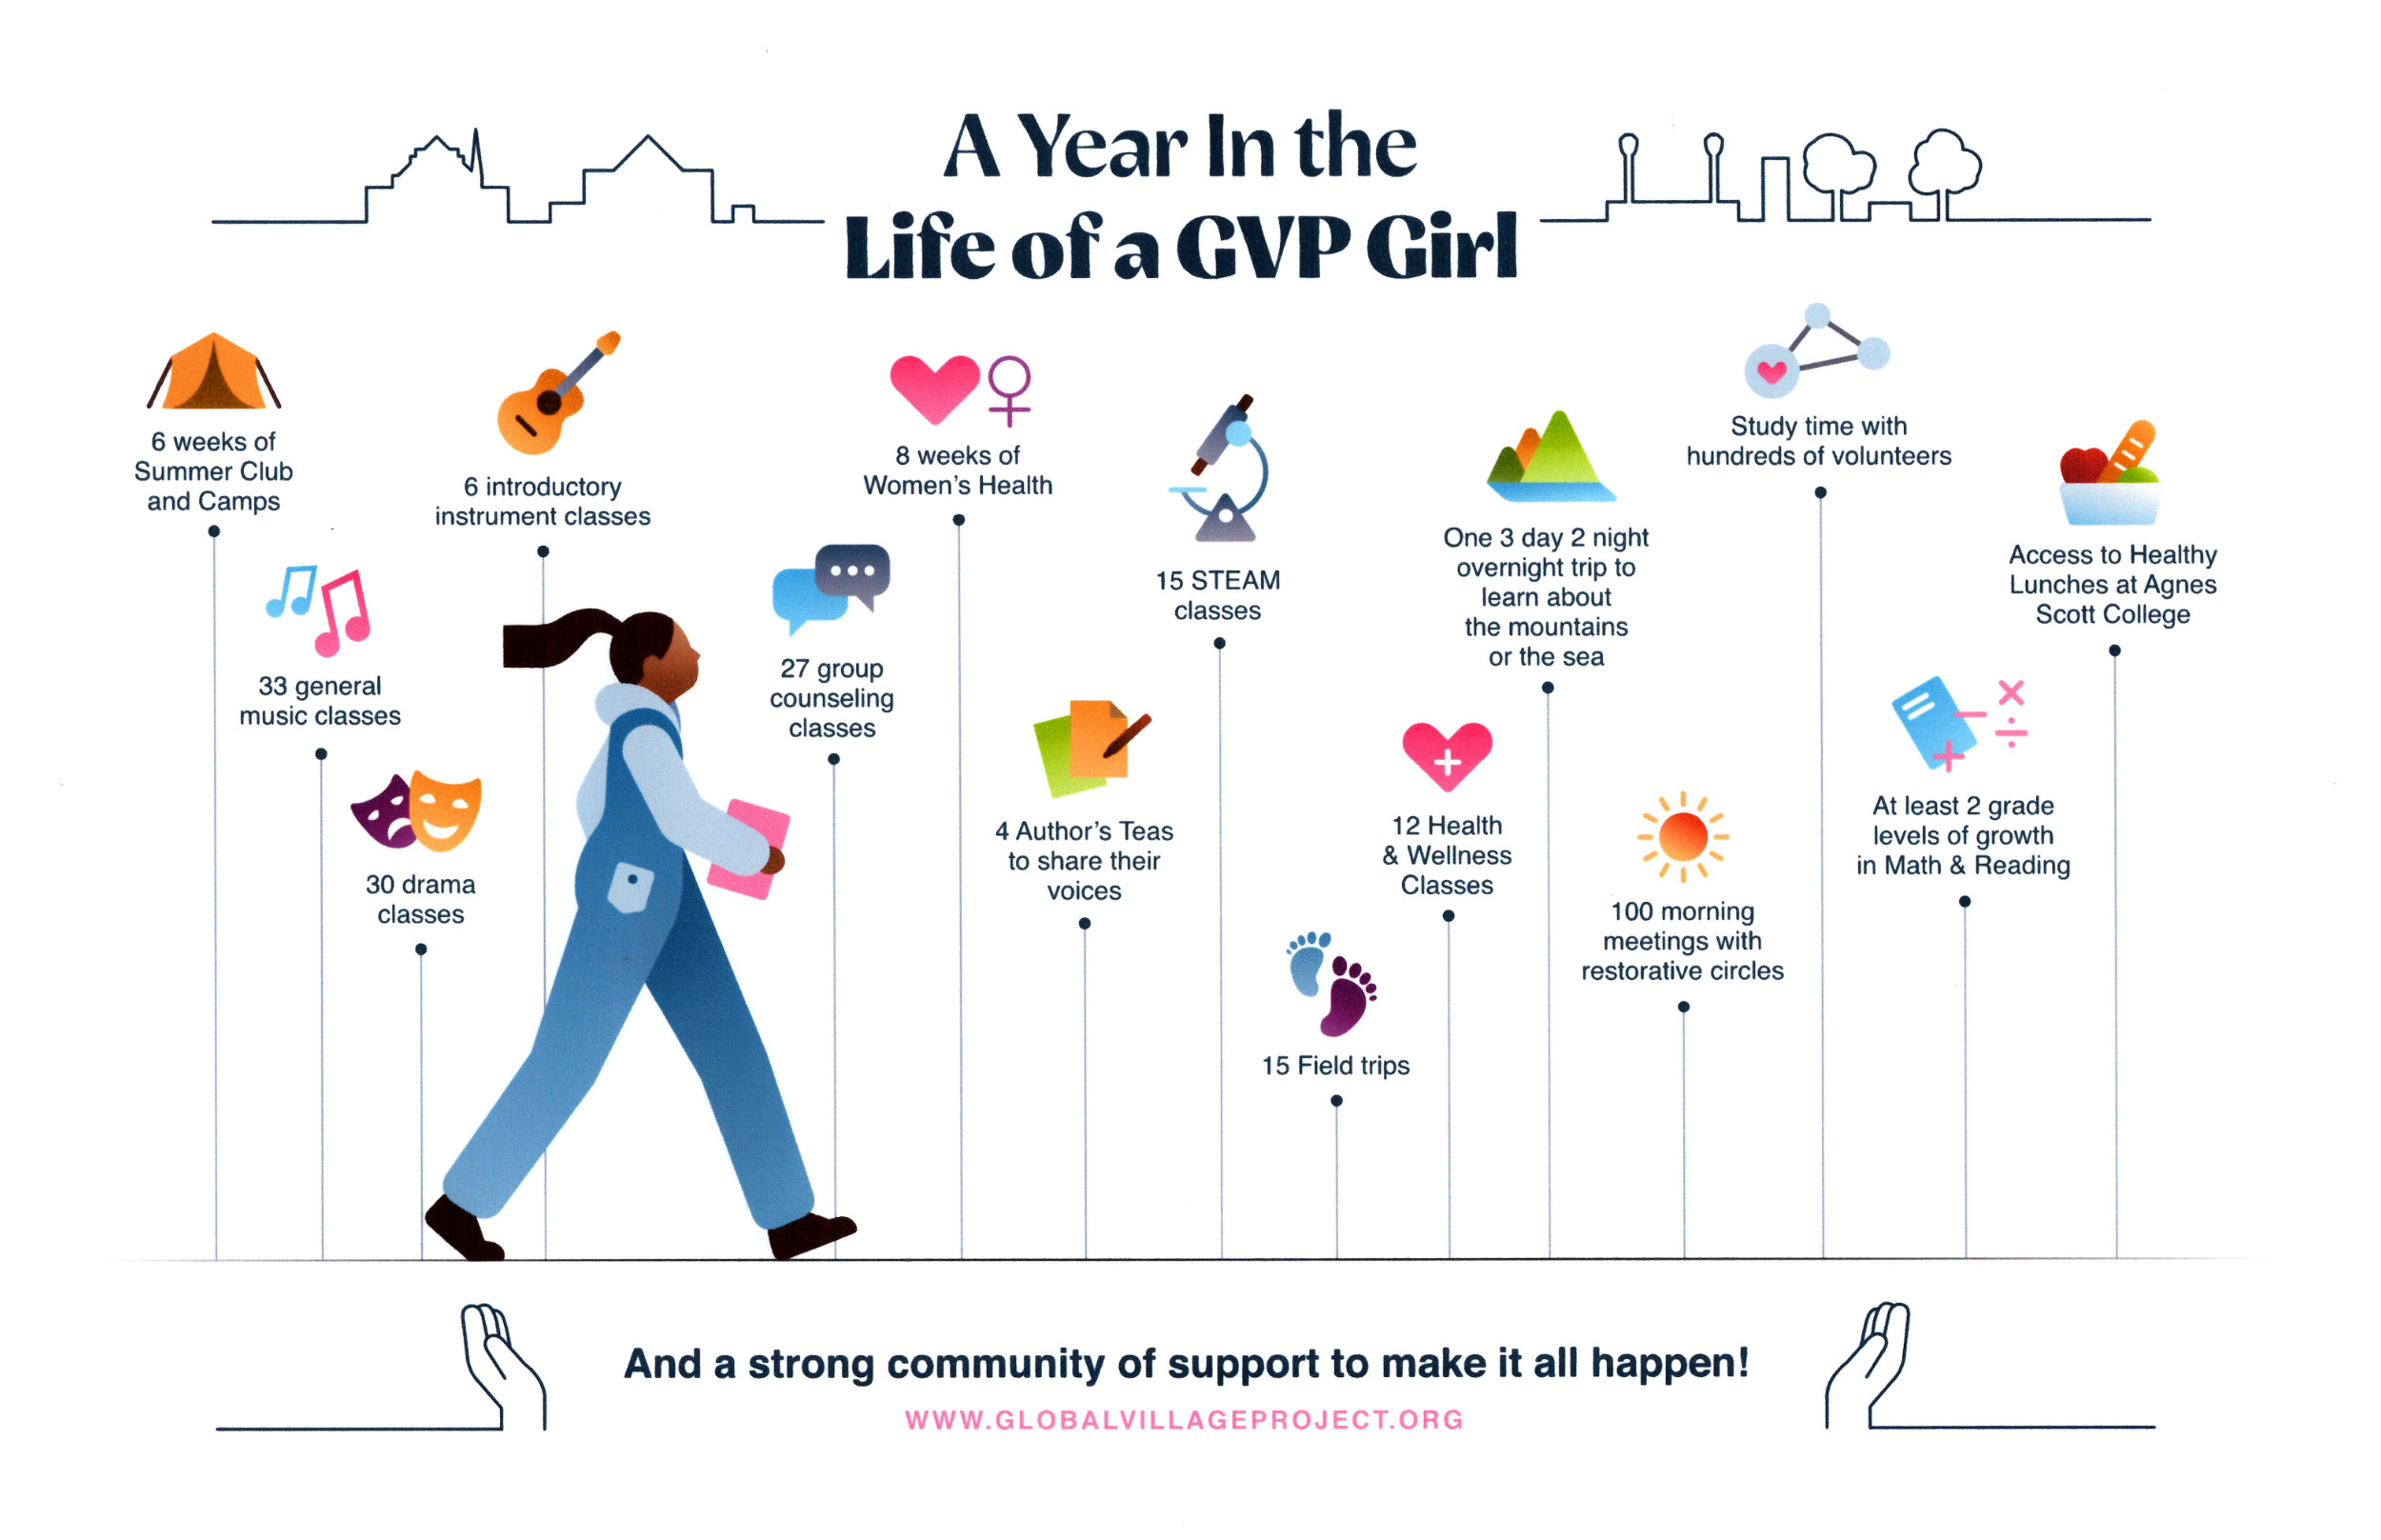 A Year In the
Life of a GVP Girl
6 weeks of
Summer Club
and Camps
33 general
music classes
30 drama
classes
6 introductory
instrument classes
27 group
counseling
classes
8 weeks of
Women's Health
4 Author's Teas
to share their
voices
15 STEAM
classes
15 Field trips
12 Health
& Wellness
Classes
One 3 day 2 night
overnight trip to
learn about
the mountains
or the sea
100 morning
meetings with
restorative circles
Study time with
hundreds of volunteers
At least 2 grade
levels of growth
in Math & Reading
Access to Healthy
Lunches at Agnes
Scott College
And a strong community of support to make it all happen!
WWW.GLOBALVILLAGEPROJECT.ORG